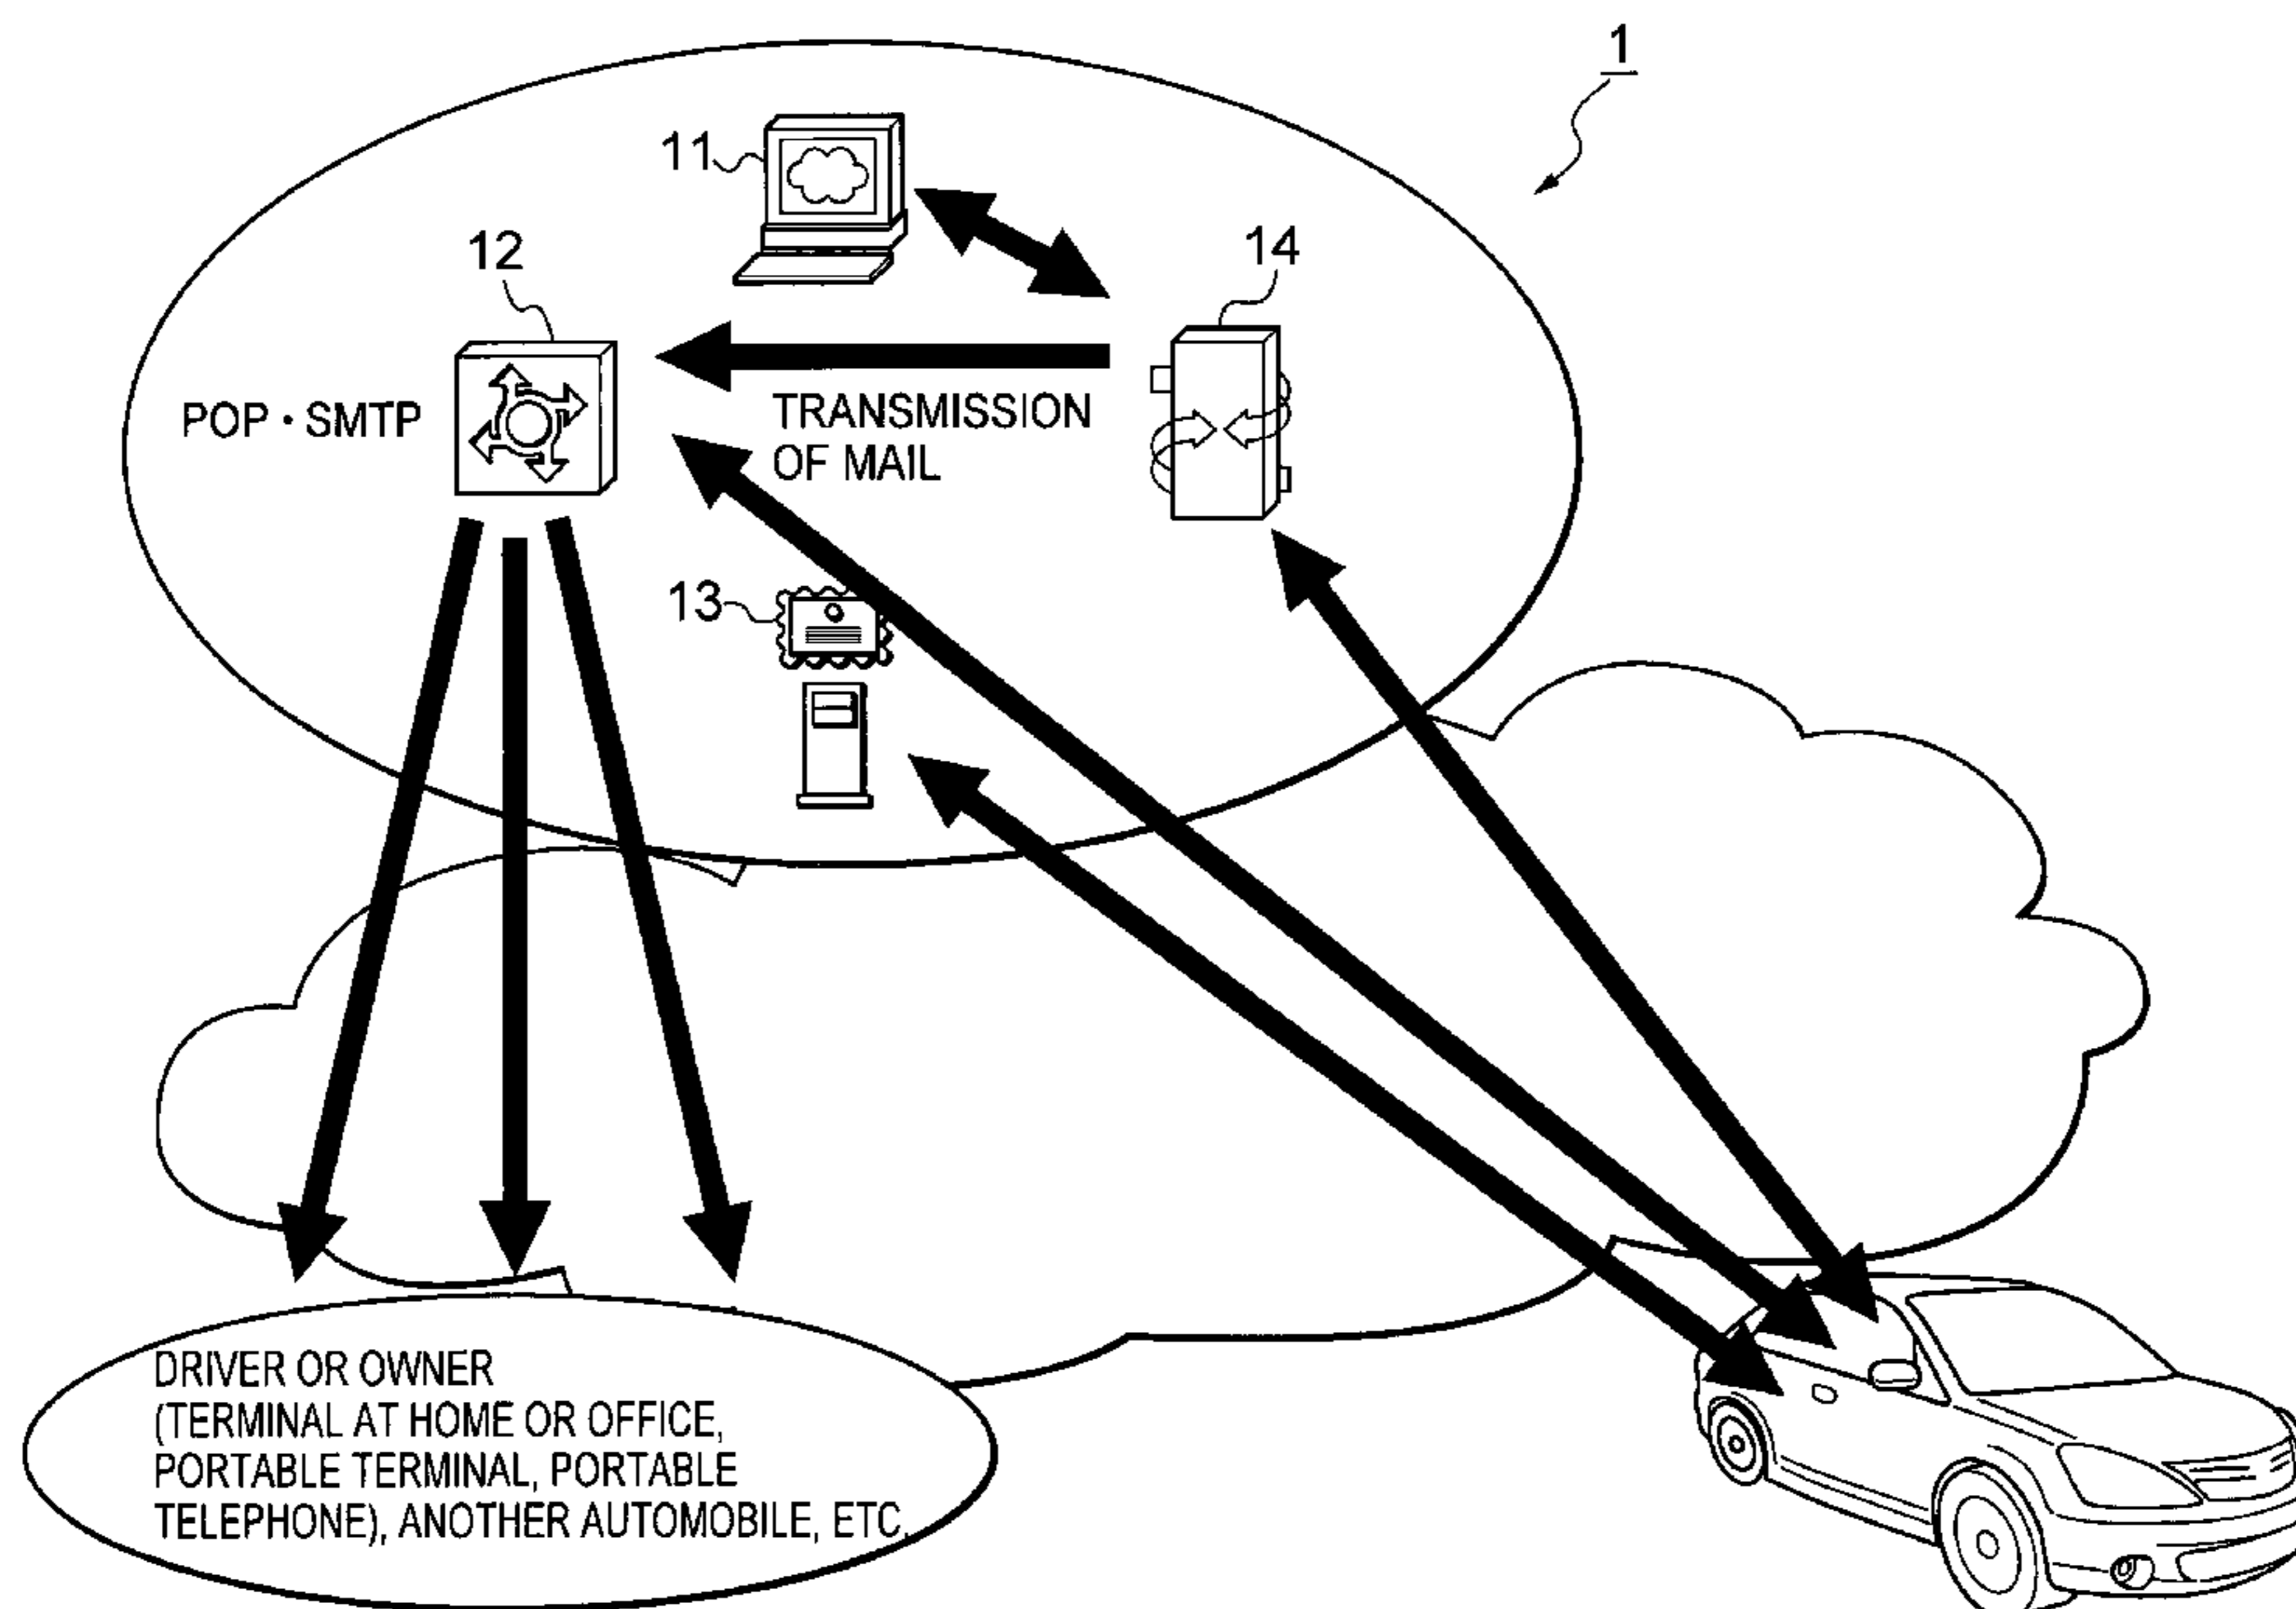 1
11
12
14
POP・SMTP
TRANSMISSION
OF MAIL
13
DRIVER OR OWNER
(TERMINAL AT HOME OR OFFICE,
PORTABLE TERMINAL, PORTABLE
TELEPHONE), ANOTHER AUTOMOBILE, ETC.